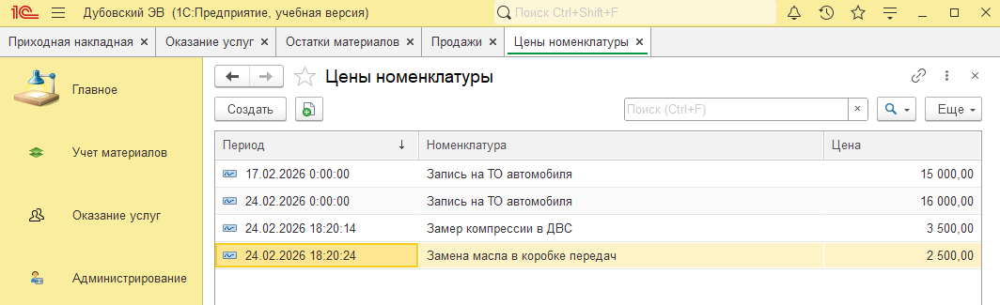 1С Дубовский ЭВ (1С:Предприятие, учебная версия) Поиск Ctrl+Shift+F
Приходная накладная × Оказание услуг × Остатки материалов × Продажи × Цены номенклатуры ×
Главное
Учет материалов
Оказание услуг
Администрирование
Цены номенклатуры
Создать Поиск (Ctrl+F) × Еще
Период ↓ Номенклатура Цена
17.02.2026 0:00:00 Запись на ТО автомобиля 15 000,00
24.02.2026 0:00:00 Запись на ТО автомобиля 16 000,00
24.02.2026 18:20:14 Замер компрессии в ДВС 3 500,00
24.02.2026 18:20:24 Замена масла в коробке передач 2 500,00